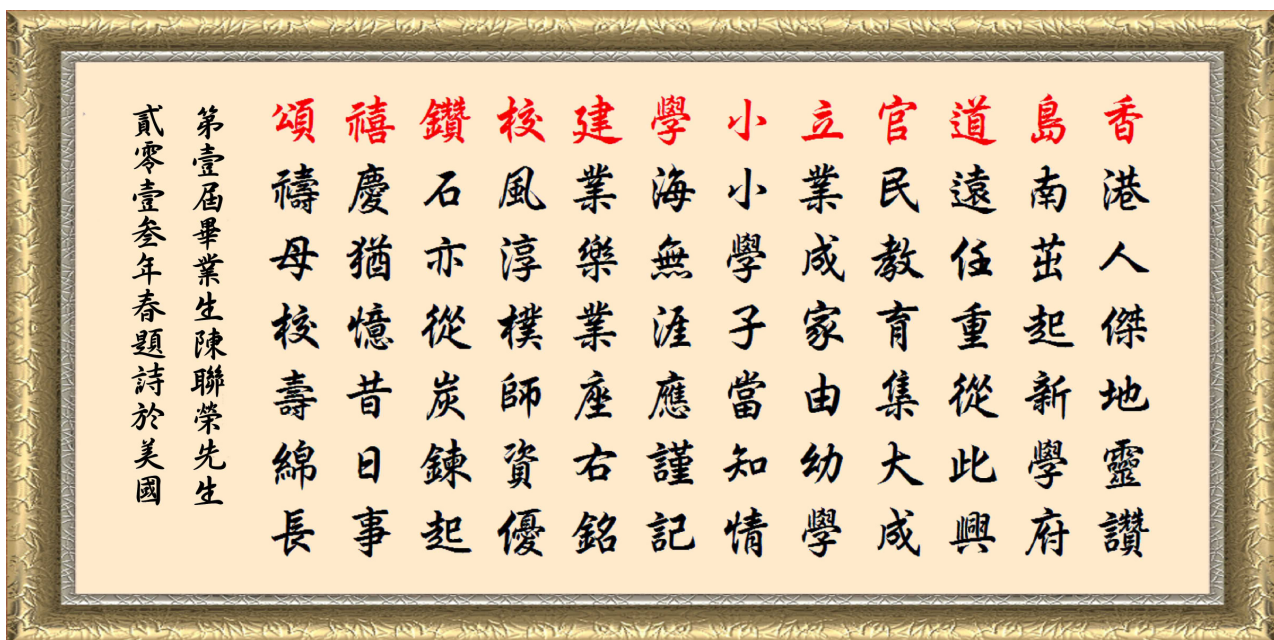 香港人傑地靈讚
島南茁起新學府
道遠任重從此興
官民教育集大成
立業成家由幼學
小小學子當知情
學海無涯應謹記
建業樂業座右銘
校風淳樸師資優
鑽石亦從炭鍊起
禧慶猶憶昔日事
頌禱母校壽綿長
第壹屆畢業生陳聯榮先生
貳零壹叁年春題詩於美國